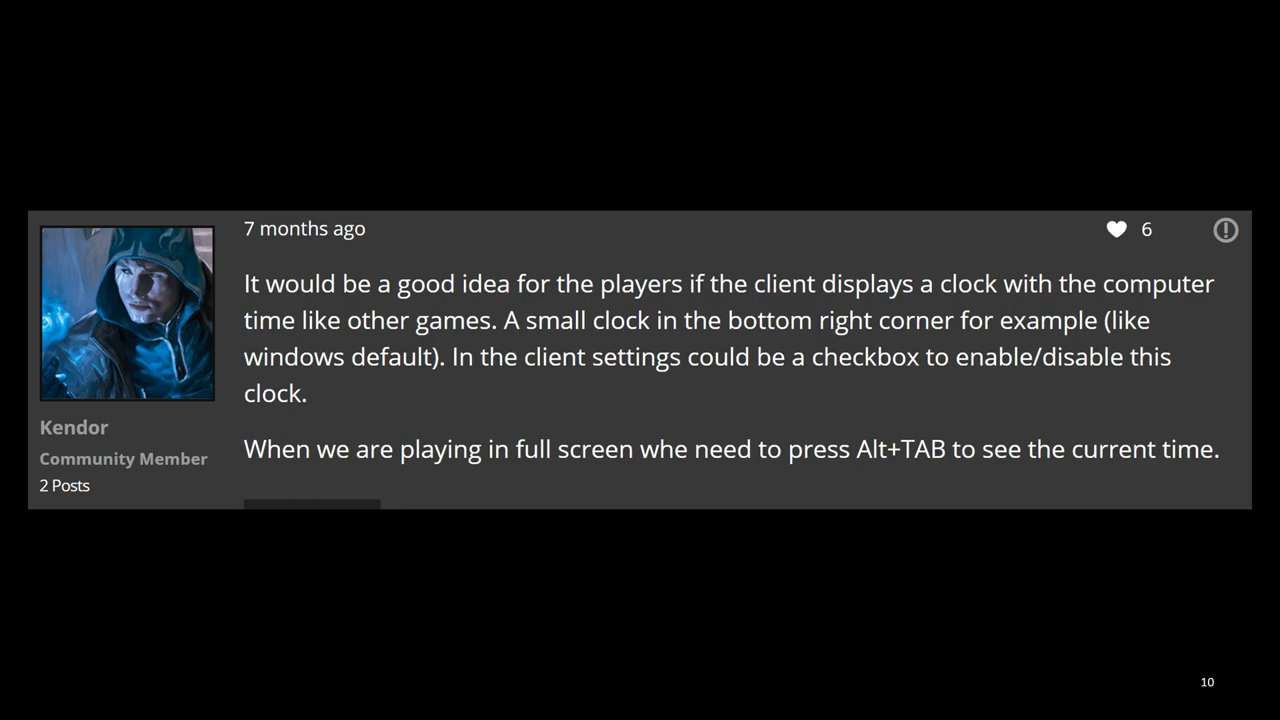 7 months ago
6
It would be a good idea for the players if the client displays a clock with the computer
time like other games. A small clock in the bottom right corner for example (like
windows default). In the client settings could be a checkbox to enable/disable this
clock.
When we are playing in full screen whe need to press Alt+TAB to see the current time.
Kendor
Community Member
2 Posts
10